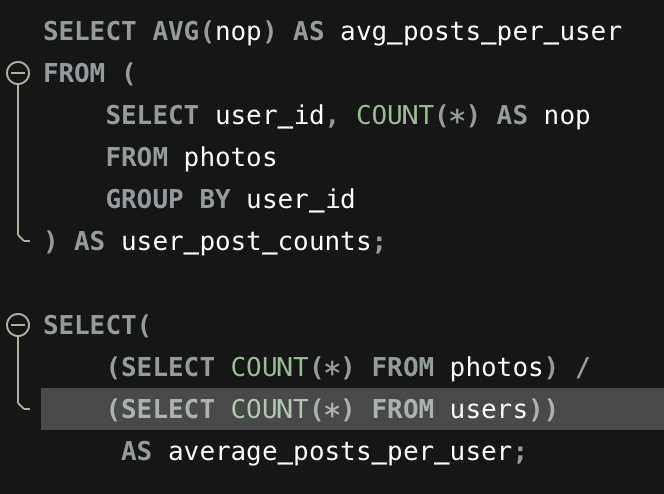 SELECT AVG(nop) AS avg_posts_per_user
FROM (
SELECT user_id, COUNT(*) AS nop
FROM photos
GROUP BY user_id
) AS user_post_counts;
SELECT(
(SELECT COUNT(*) FROM photos) /
(SELECT COUNT(*) FROM users))
AS average_posts_per_user;